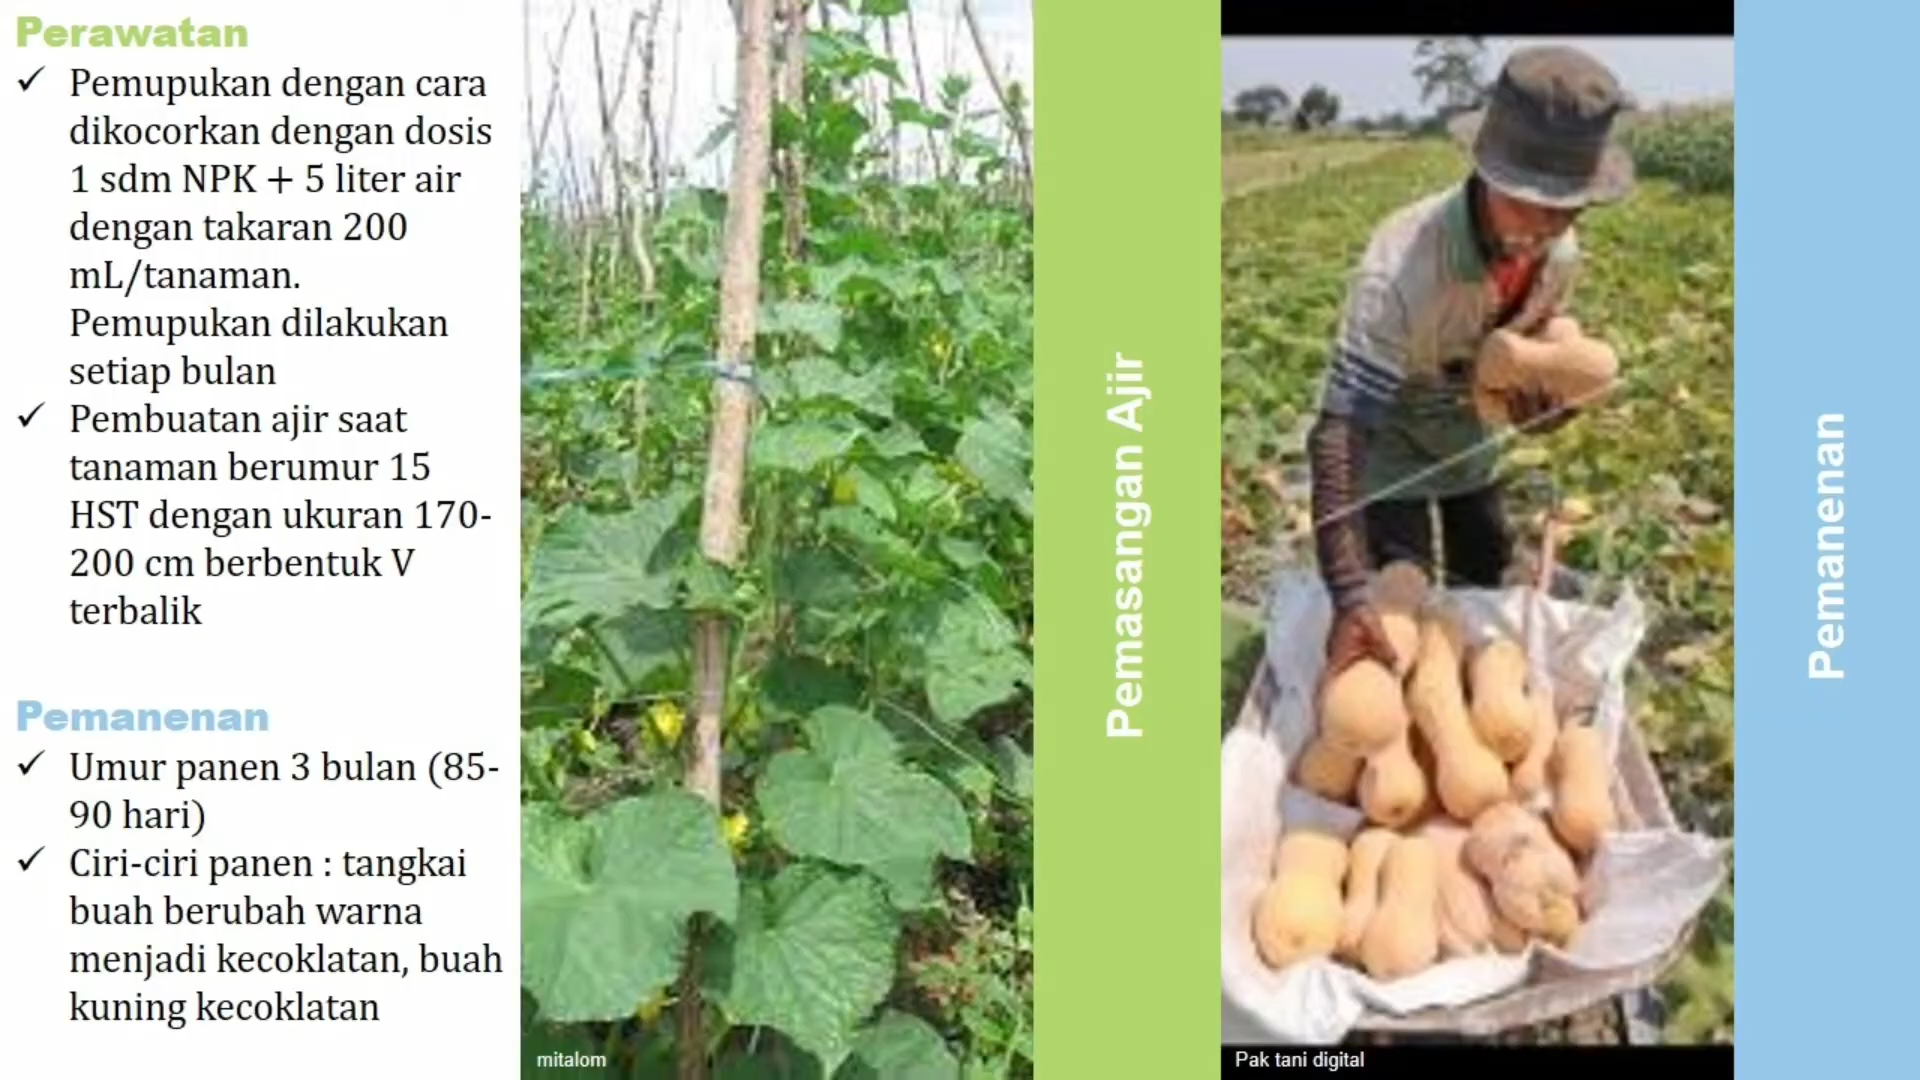 Perawatan
✓ Pemupukan dengan cara
dikocorkan dengan dosis
1 sdm NPK + 5 liter air
dengan takaran 200
mL/tanaman.
Pemupukan dilakukan
setiap bulan
✓ Pembuatan ajir saat
tanaman berumur 15
HST dengan ukuran 170-
200 cm berbentuk V
terbalik
Pemanenan
✓ Umur panen 3 bulan (85-
90 hari)
✓ Ciri-ciri panen : tangkai
buah berubah warna
menjadi kecoklatan, buah
kuning kecoklatan
mitalom
Pemasangan Ajir
Pak tani digital
Pemanenan